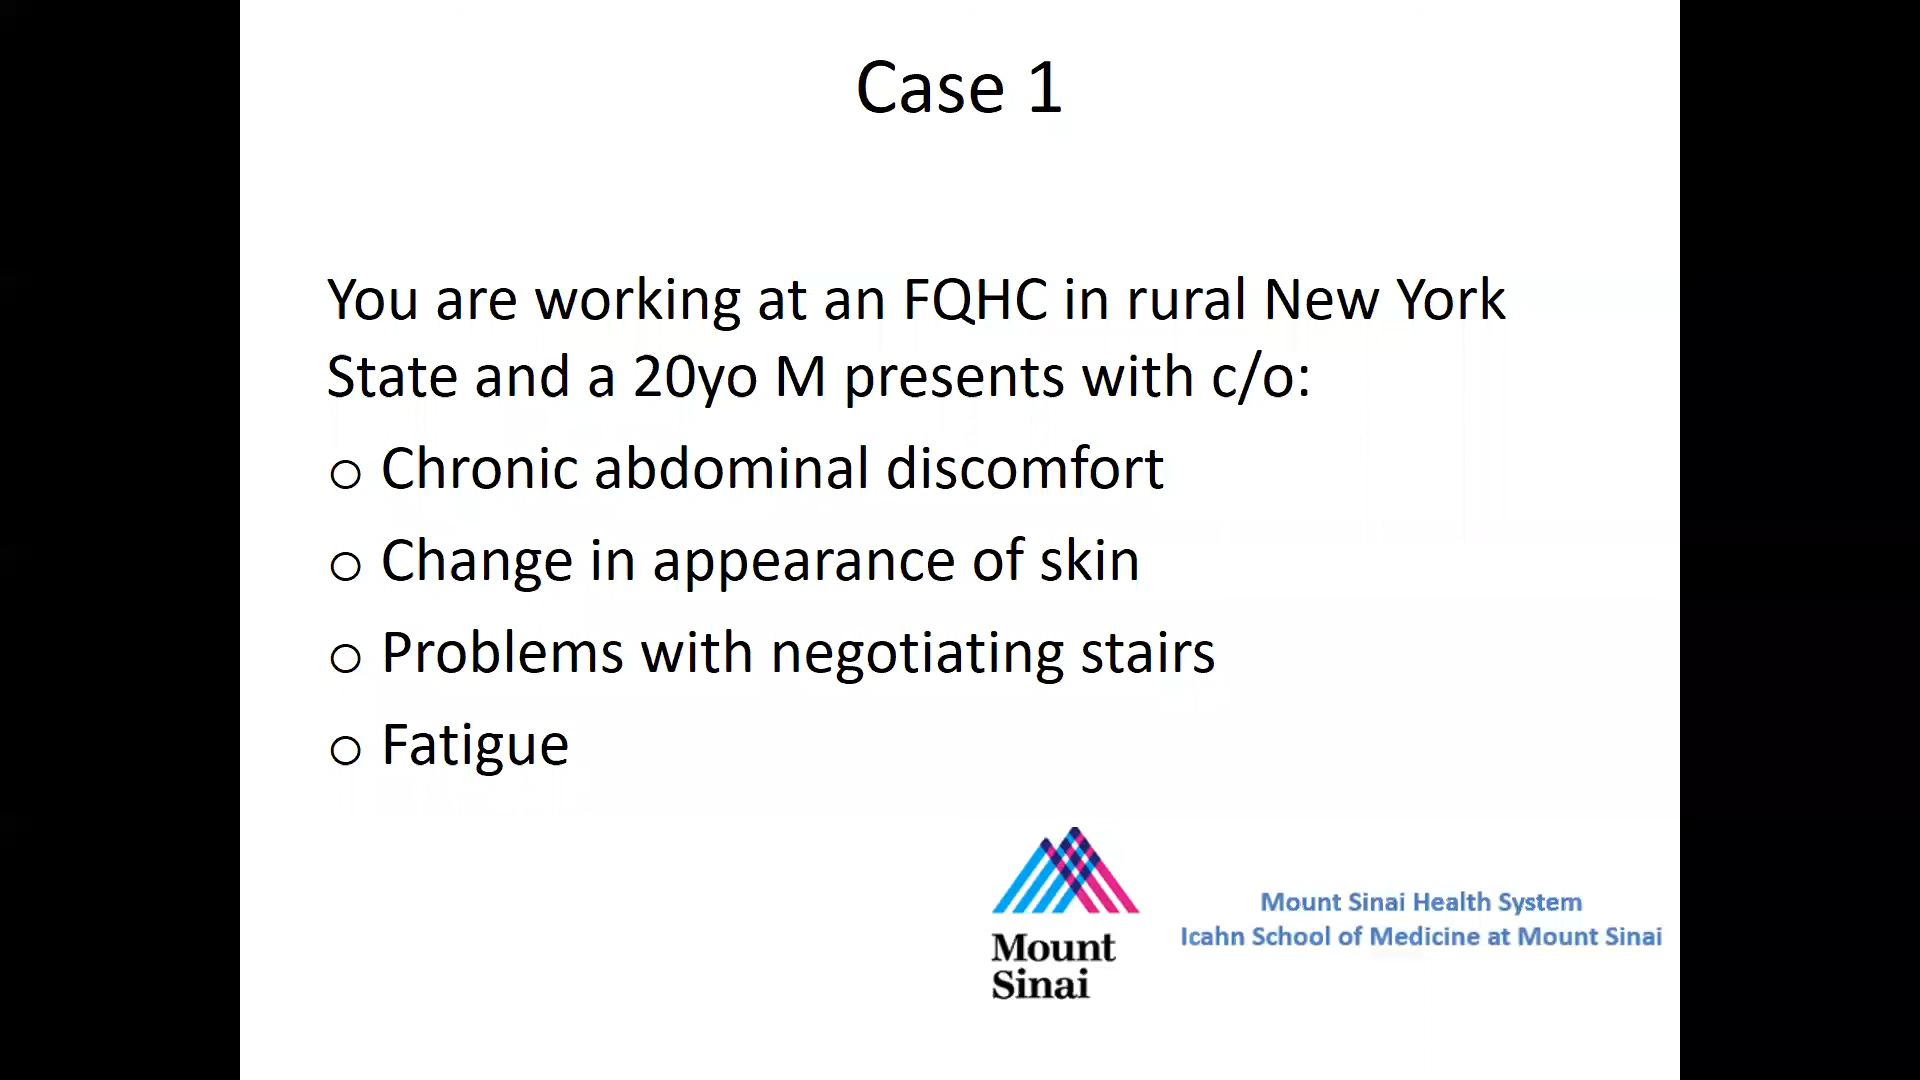 Case 1
You are working at an FQHC in rural New York
State and a 20yo M presents with c/o:
o Chronic abdominal discomfort
o Change in appearance of skin
o Problems with negotiating stairs
o Fatigue
Mount
Sinai
Mount Sinai Health System
Icahn School of Medicine at Mount Sinai